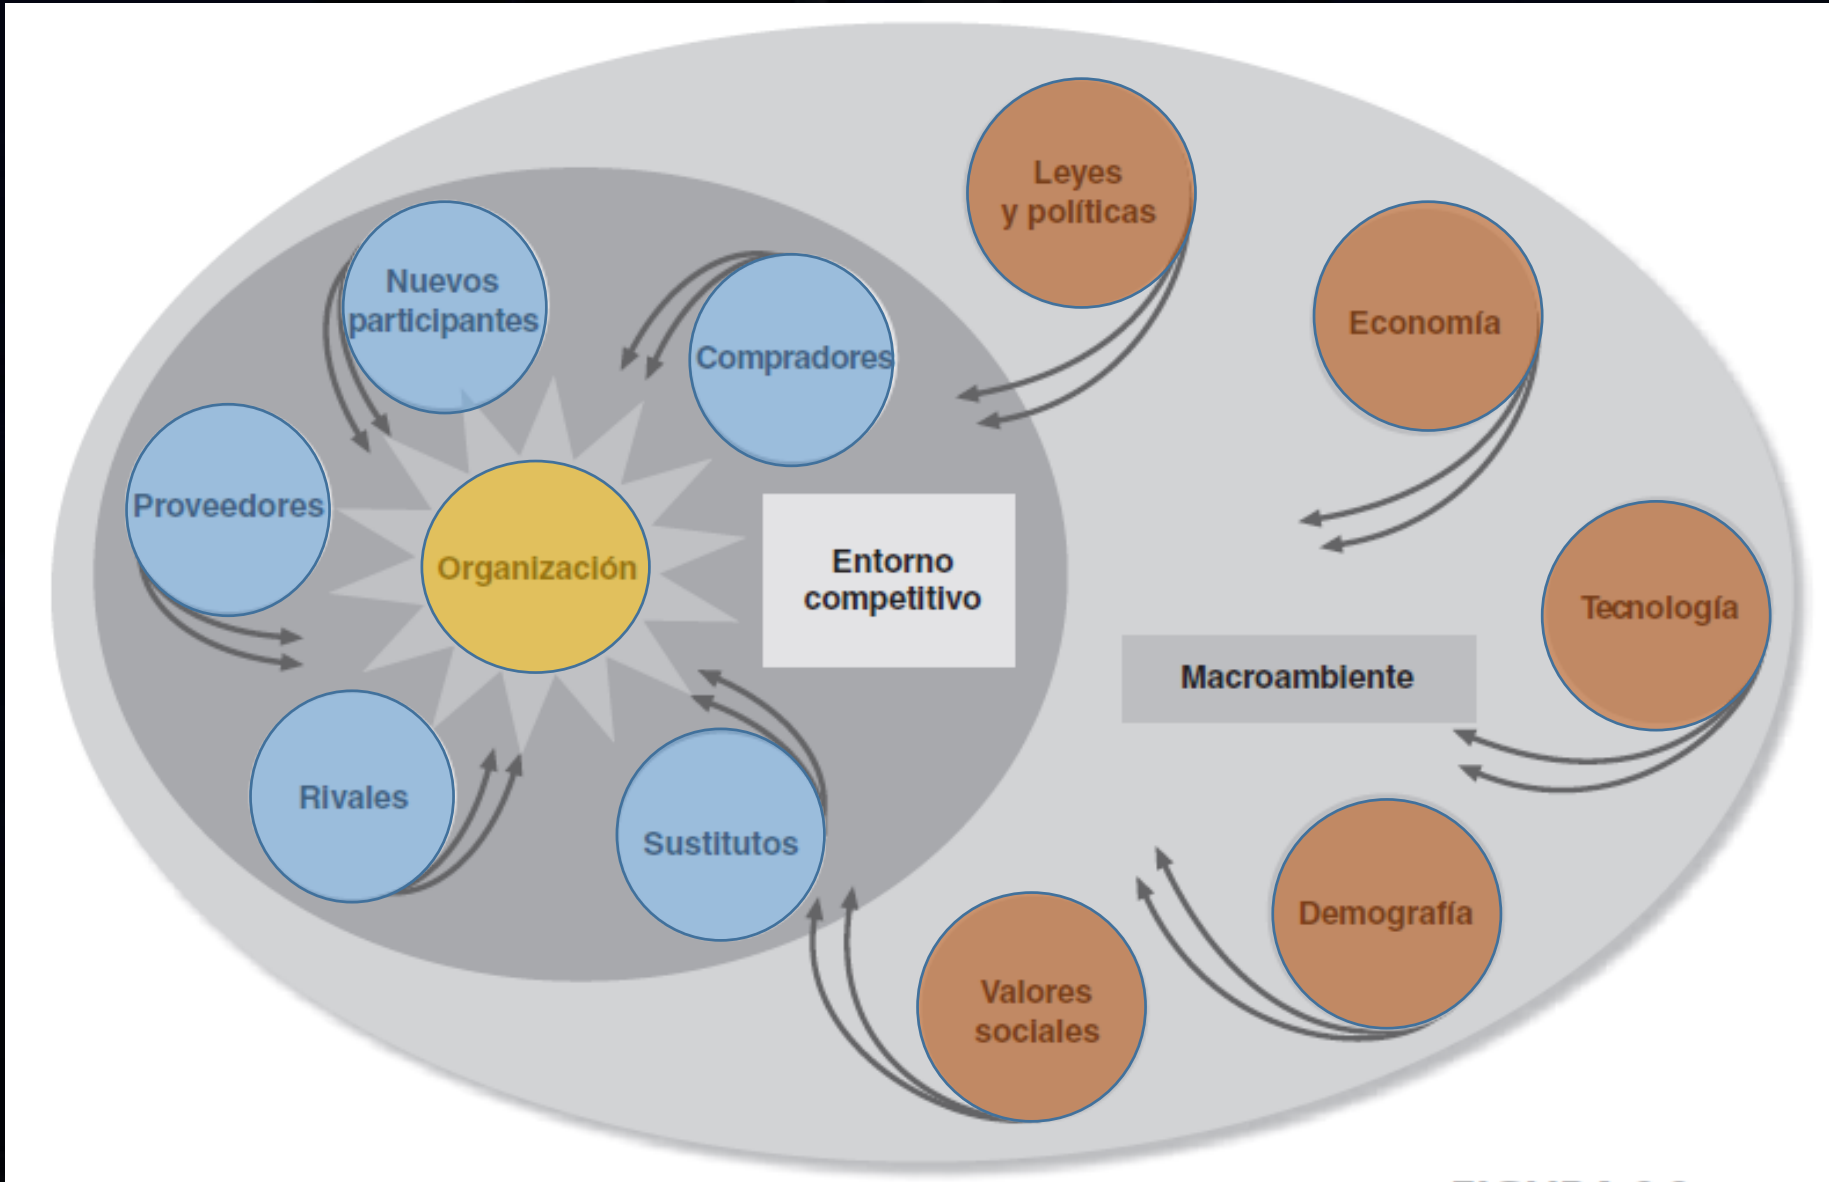 Leyes
y políticas
Nuevos
participantes
Compradores
Economía
Proveedores
Organización
Entorno
competitivo
Tecnología
Macroambiente
Rivales
Sustitutos
Demografía
Valores
sociales